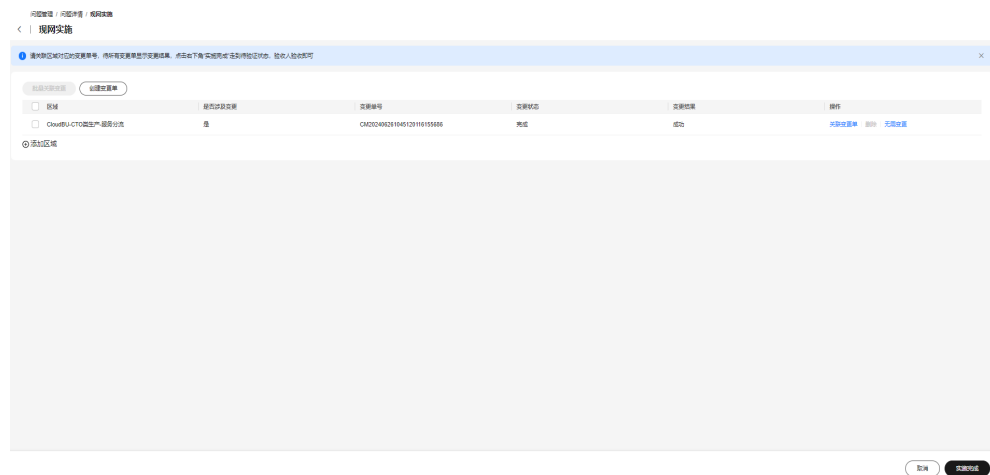 问题管理 / 问题详情 / 现网实施
现网实施
请关联区域对应的变更单号，待所有变更单显示变更结果，点击右下角“实施完成”走到待验证状态，验收人验收即可
批量关联变更 创建变更单
区域 是否涉及变更 变更单号 变更状态 变更结果 操作
CloudBU-CTO类生产-服务分流 是 CM202406281045120116155686 完成 成功 关联变更单 删除 无需变更
添加区域
取消 实施完成